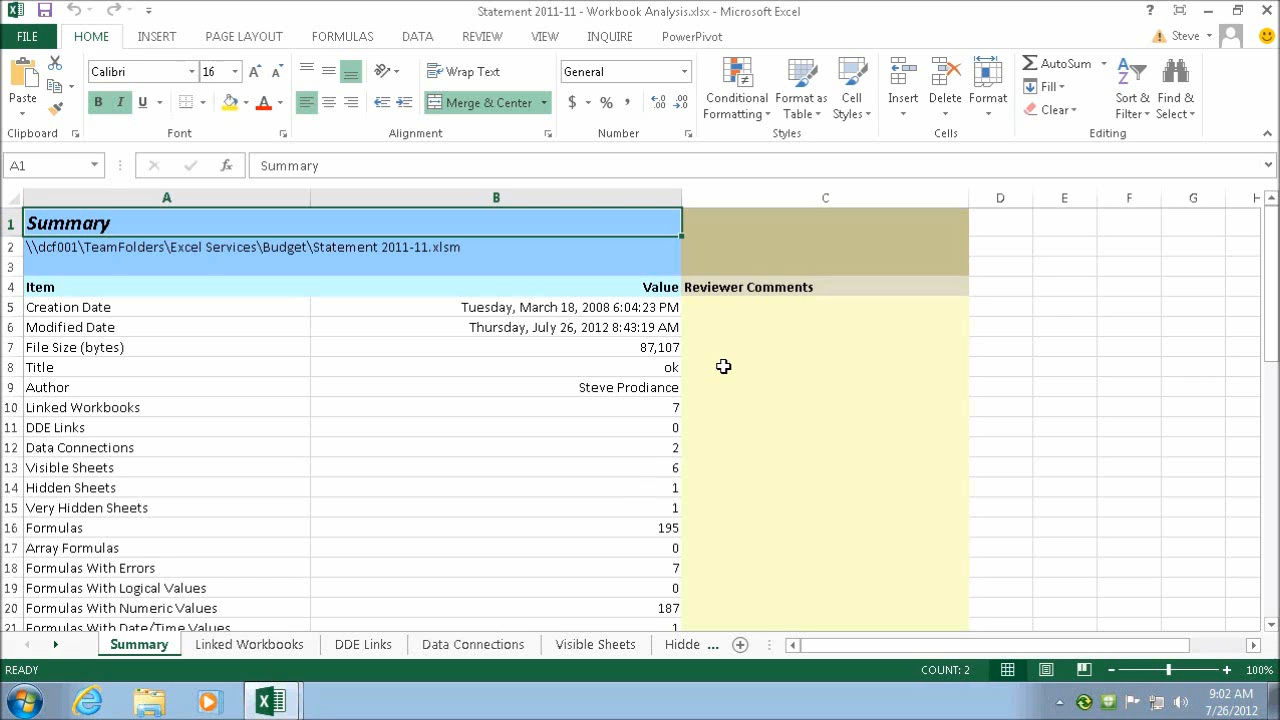 Statement 2011-11 - Workbook Analysis.xlsx - Microsoft Excel
FILE HOME INSERT PAGE LAYOUT FORMULAS DATA REVIEW VIEW INQUIRE PowerPivot Steve
Calibri 16 Wrap Text General AutoSum
Paste B I U A Merge & Center $ % , Conditional Formatting Format as Table Cell Styles Insert Delete Format Fill Clear Sort & Filter Find & Select
Clipboard Font Alignment Number Styles Cells Editing
A1 fx Summary
A B C D E F G H
1 Summary
2 \\dcf001\TeamFolders\Excel Services\Budget\Statement 2011-11.xlsm
3
4 Item Value Reviewer Comments
5 Creation Date Tuesday, March 18, 2008 6:04:23 PM
6 Modified Date Thursday, July 26, 2012 8:43:19 AM
7 File Size (bytes) 87,107
8 Title ok
9 Author Steve Prodiance
10 Linked Workbooks 7
11 DDE Links 0
12 Data Connections 2
13 Visible Sheets 6
14 Hidden Sheets 1
15 Very Hidden Sheets 1
16 Formulas 195
17 Array Formulas 0
18 Formulas With Errors 7
19 Formulas With Logical Values 0
20 Formulas With Numeric Values 187
21 Formulas With Date/Time Values 1
Summary Linked Workbooks DDE Links Data Connections Visible Sheets Hidde ...
READY COUNT: 2 100%
9:02 AM
7/26/2012